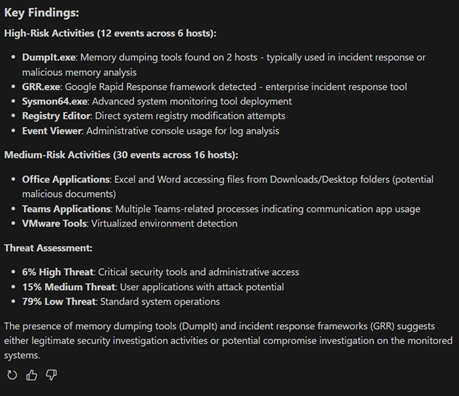 Key Findings:
High-Risk Activities (12 events across 6 hosts):
• DumpIt.exe: Memory dumping tools found on 2 hosts - typically used in incident response or
malicious memory analysis
• GRR.exe: Google Rapid Response framework detected - enterprise incident response tool
• Sysmon64.exe: Advanced system monitoring tool deployment
• Registry Editor: Direct system registry modification attempts
• Event Viewer: Administrative console usage for log analysis
Medium-Risk Activities (30 events across 16 hosts):
• Office Applications: Excel and Word accessing files from Downloads/Desktop folders (potential
malicious documents)
• Teams Applications: Multiple Teams-related processes indicating communication app usage
• VMware Tools: Virtualized environment detection
Threat Assessment:
• 6% High Threat: Critical security tools and administrative access
• 15% Medium Threat: User applications with attack potential
• 79% Low Threat: Standard system operations
The presence of memory dumping tools (DumpIt) and incident response frameworks (GRR) suggests
either legitimate security investigation activities or potential compromise investigation on the monitored
systems.